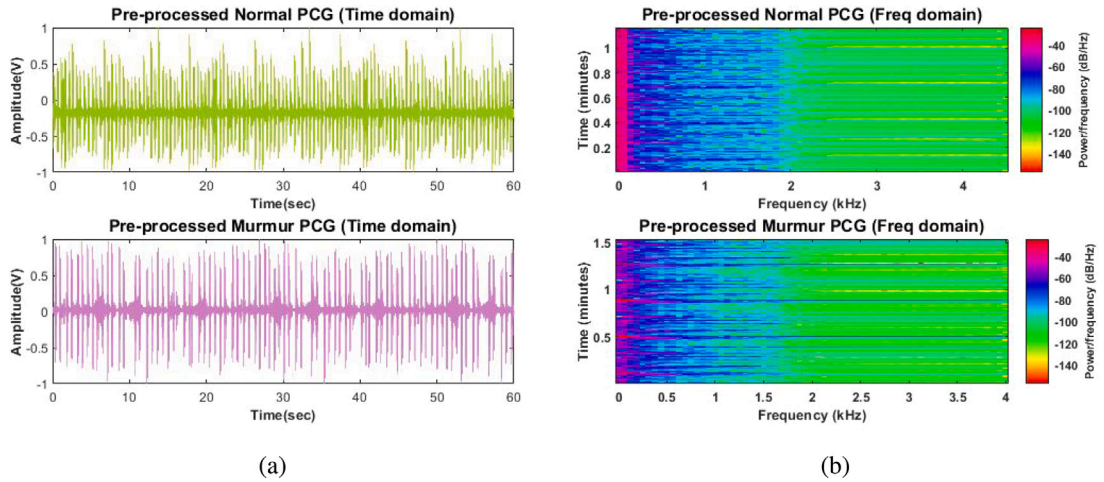 Pre-processed Normal PCG (Time domain)
Amplitude(V)
1
0.5
0
-0.5
-1
0 10 20 30 40 50 60
Time(sec)
Pre-processed Normal PCG (Freq domain)
Time (minutes)
1
0.8
0.6
0.4
0.2
0 1 2 3 4
Frequency (kHz)
-40
-60
-80
-100
-120
-140
Power/frequency (dB/Hz)
Pre-processed Murmur PCG (Time domain)
Amplitude(V)
1
0.5
0
-0.5
-1
0 10 20 30 40 50 60
Time(sec)
Pre-processed Murmur PCG (Freq domain)
Time (minutes)
1.5
1
0.5
0 0.5 1 1.5 2 2.5 3 3.5 4
Frequency (kHz)
-40
-60
-80
-100
-120
-140
Power/frequency (dB/Hz)
(a)
(b)